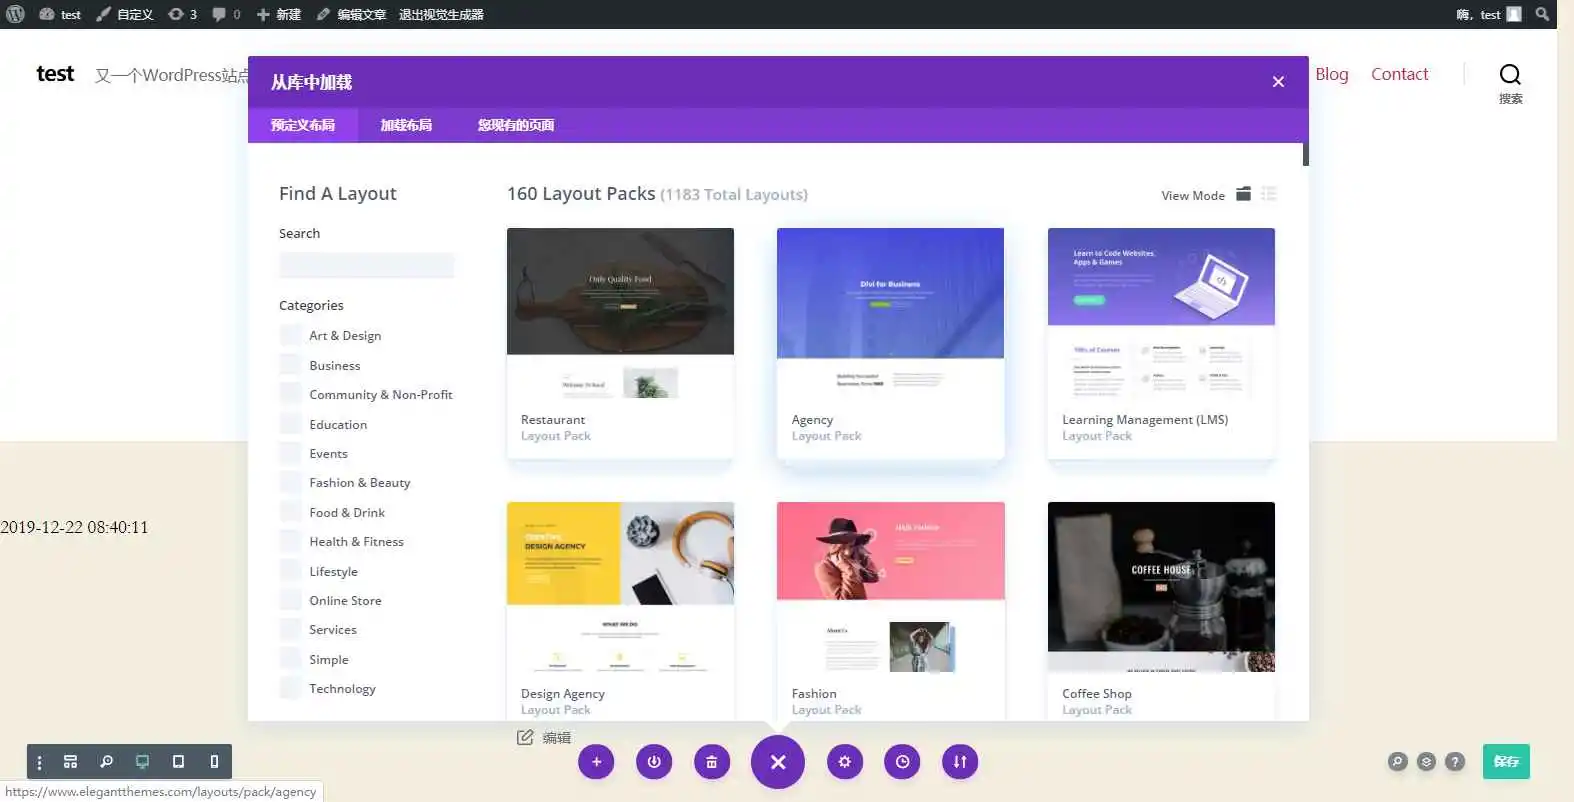 test 自定义 3 0 新建 编辑文章 退出视觉生成器 嗨，test
test 又一个WordPress站点
Blog Contact
搜索
从库中加载
预定义布局 加载布局 您现有的页面
Find A Layout
Search
Categories
Art & Design
Business
Community & Non-Profit
Education
Events
Fashion & Beauty
Food & Drink
Health & Fitness
Lifestyle
Online Store
Services
Simple
Technology
160 Layout Packs (1183 Total Layouts)
View Mode
Only Quality Food
Restaurant
Layout Pack
Divi for Business
Agency
Layout Pack
Learn to Code Websites,
Apps & Games
Learning Management (LMS)
Layout Pack
DESIGN AGENCY
WHAT WE DO
Design Agency
Layout Pack
High Fashion
About Us
Fashion
Layout Pack
COFFEE HOUSE
Coffee Shop
Layout Pack
2019-12-22 08:40:11
编辑
保存
https://www.elegantthemes.com/layouts/pack/agency